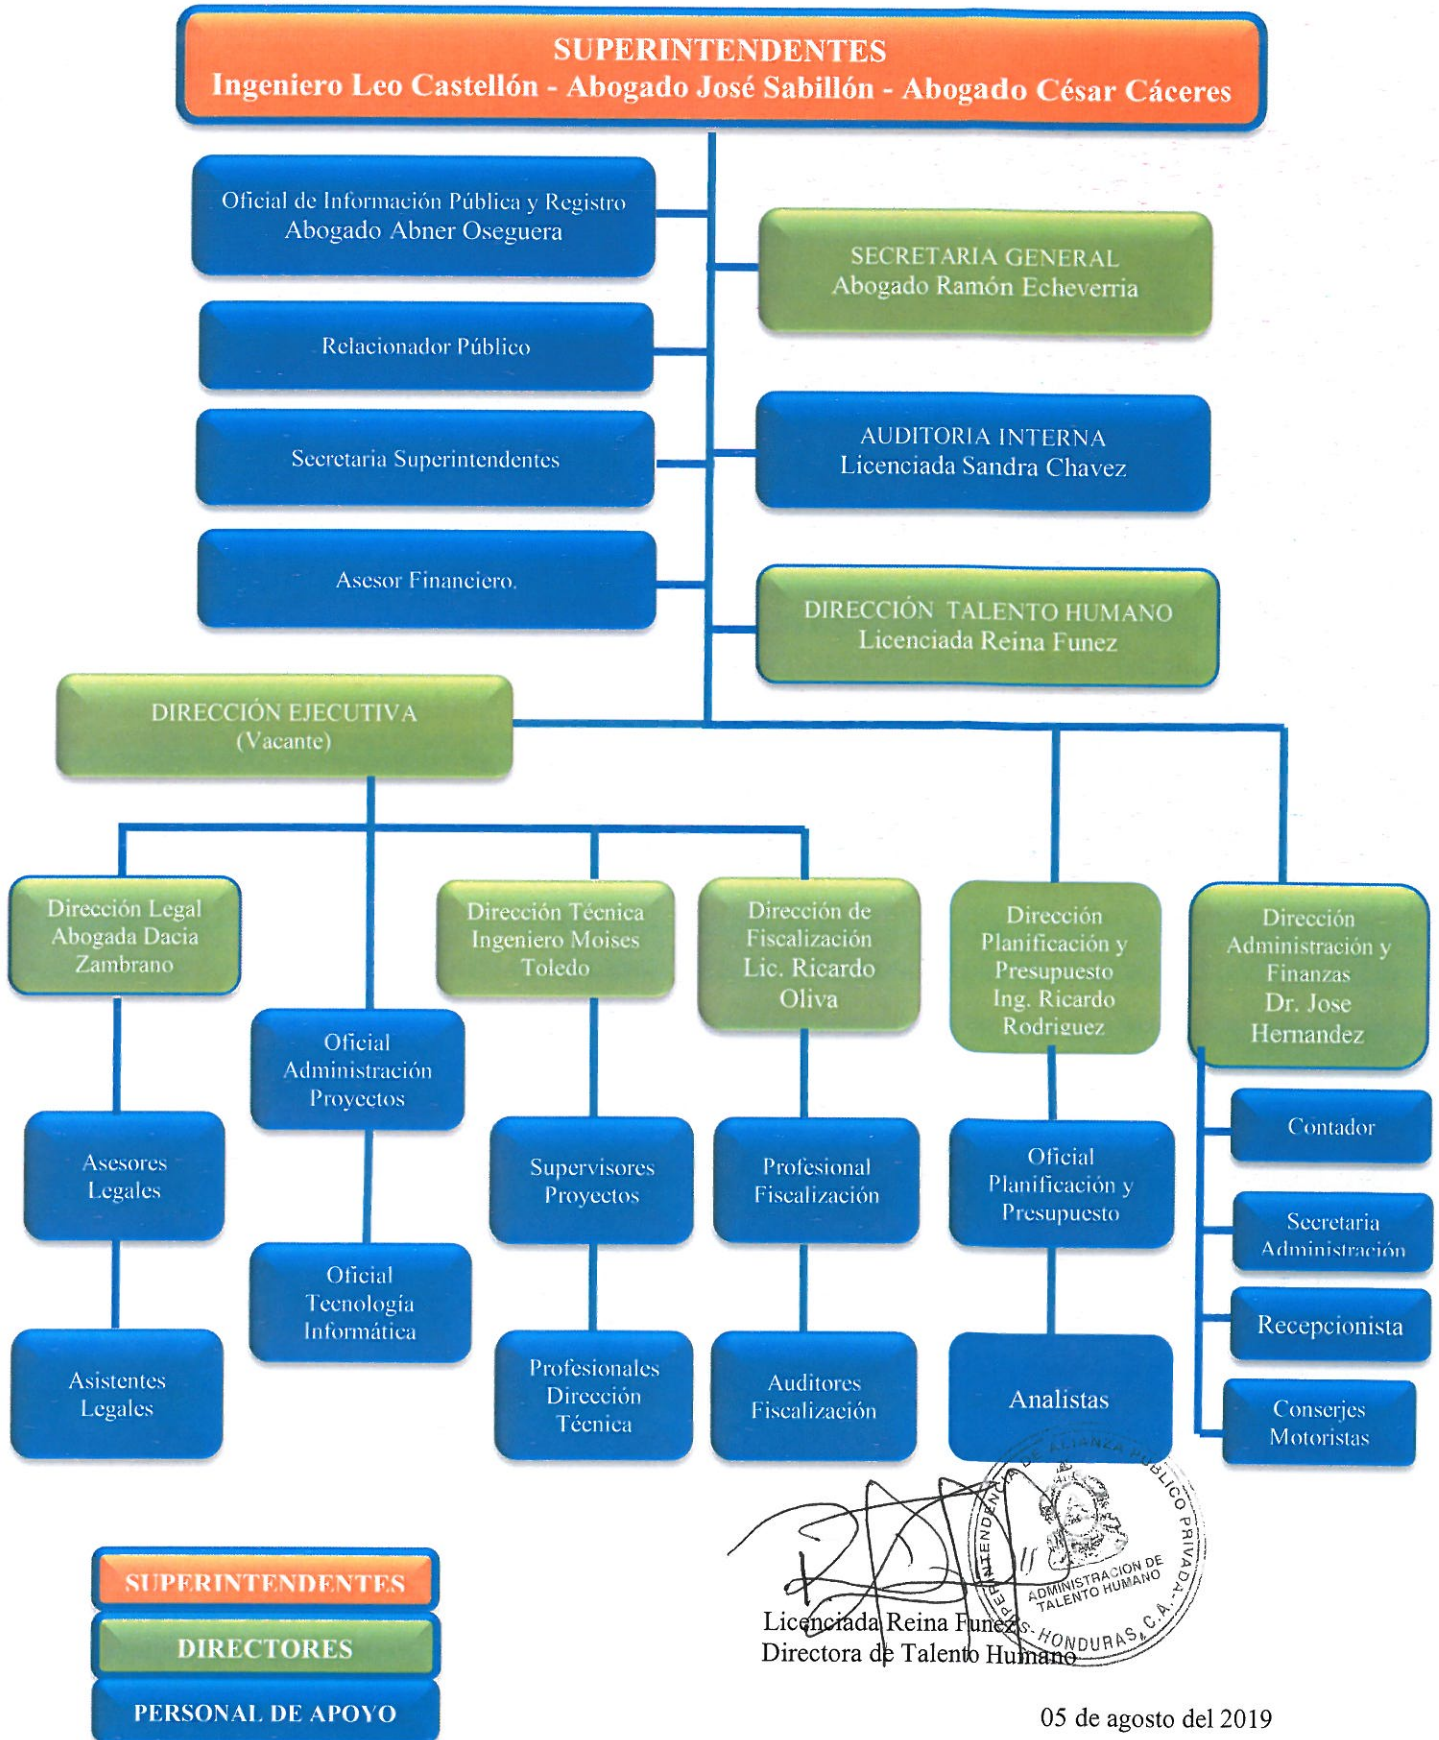 SUPERINTENDENTES
Ingeniero Leo Castellón - Abogado José Sabillón - Abogado César Cáceres
Oficial de Información Pública y Registro
Abogado Abner Oseguera
SECRETARIA GENERAL
Abogado Ramón Echeverria
Relacionador Público
AUDITORIA INTERNA
Licenciada Sandra Chavez
Secretaria Superintendentes
Asesor Financiero.
DIRECCIÓN TALENTO HUMANO
Licenciada Reina Funez
DIRECCIÓN EJECUTIVA
(Vacante)
Dirección Legal
Abogada Dacia
Zambrano
Dirección Técnica
Ingeniero Moises
Toledo
Dirección de
Fiscalización
Lic. Ricardo
Oliva
Dirección
Planificación y
Presupuesto
Ing. Ricardo
Rodriguez
Dirección
Administración y
Finanzas
Dr. Jose
Hernandez
Oficial
Administración
Proyectos
Asesores
Legales
Supervisores
Proyectos
Profesional
Fiscalización
Oficial
Planificación y
Presupuesto
Contador
Secretaria
Administración
Recepcionista
Conserjes
Motoristas
Oficial
Tecnología
Informática
Asistentes
Legales
Profesionales
Dirección
Técnica
Auditores
Fiscalización
Analistas
SUPERINTENDENCIA DE ALIANZA PUBLICO PRIVADA
ADMINISTRACION DE
TALENTO HUMANO
HONDURAS, C.A.
Licenciada Reina Funez
Directora de Talento Humano
SUPERINTENDENTES
DIRECTORES
PERSONAL DE APOYO
05 de agosto del 2019